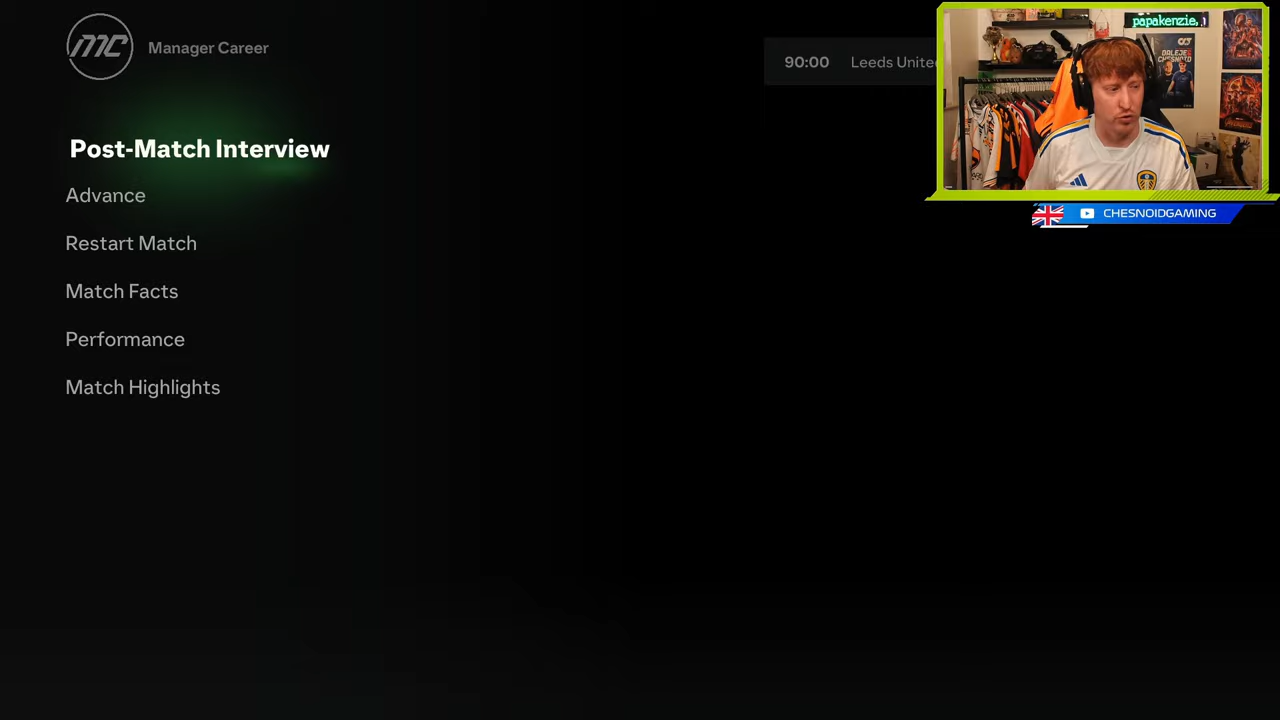 MC
Manager Career
90:00 Leeds Unite
papakenzie,
Post-Match Interview
Advance
Restart Match
Match Facts
Performance
Match Highlights
CHESNOIDGAMING